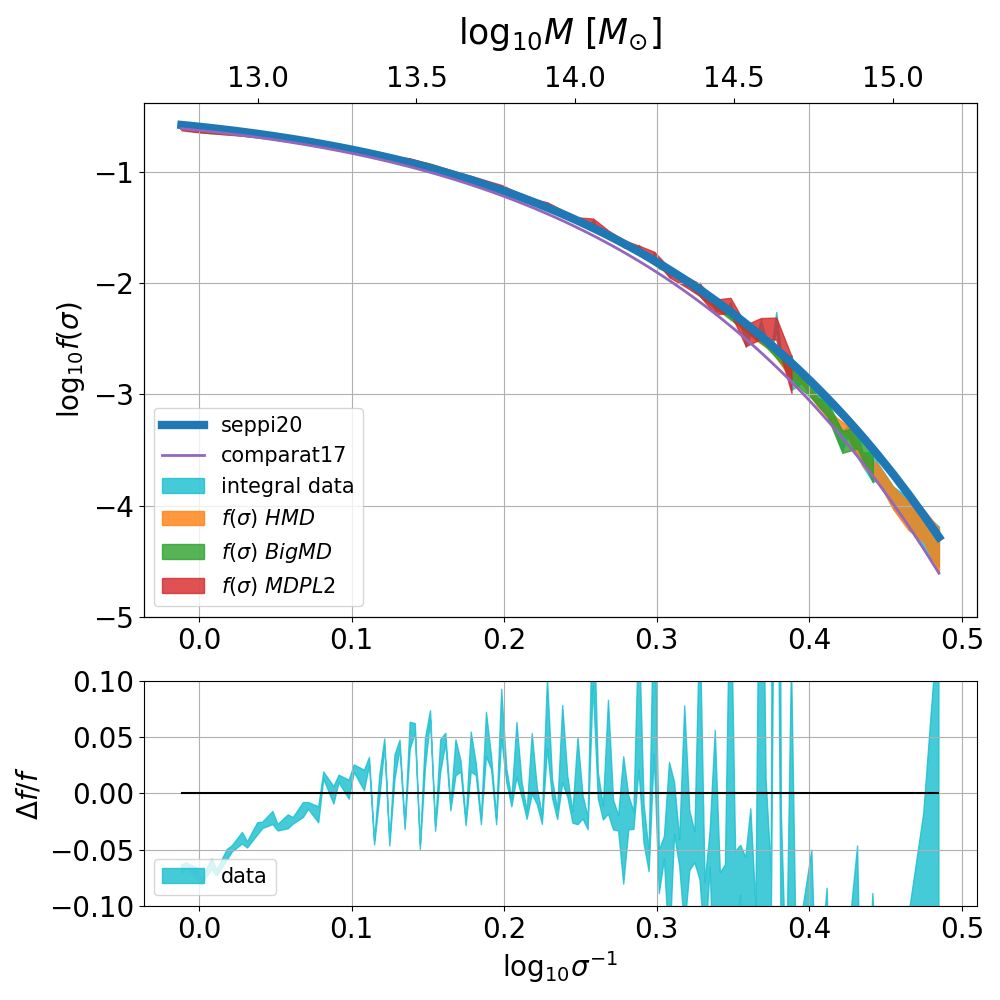 log₁₀M [M⊙]
13.0 13.5 14.0 14.5 15.0
−1
−2
−3
−4
−5
log₁₀f(σ)
seppi20
comparat17
integral data
f(σ) HMD
f(σ) BigMD
f(σ) MDPL2
0.0 0.1 0.2 0.3 0.4 0.5
0.10
0.05
0.00
−0.05
−0.10
Δf/f
data
0.0 0.1 0.2 0.3 0.4 0.5
log₁₀σ⁻¹